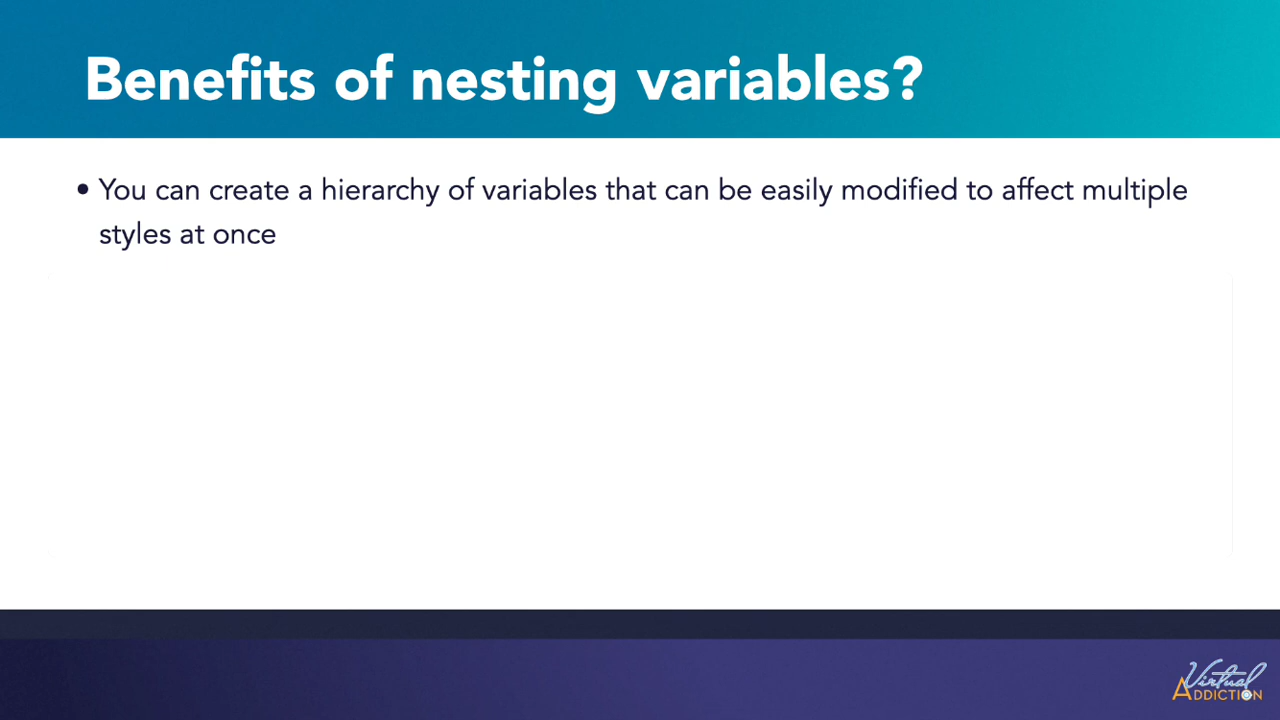 Benefits of nesting variables?
• You can create a hierarchy of variables that can be easily modified to affect multiple
styles at once
Virtual
ADDICTION